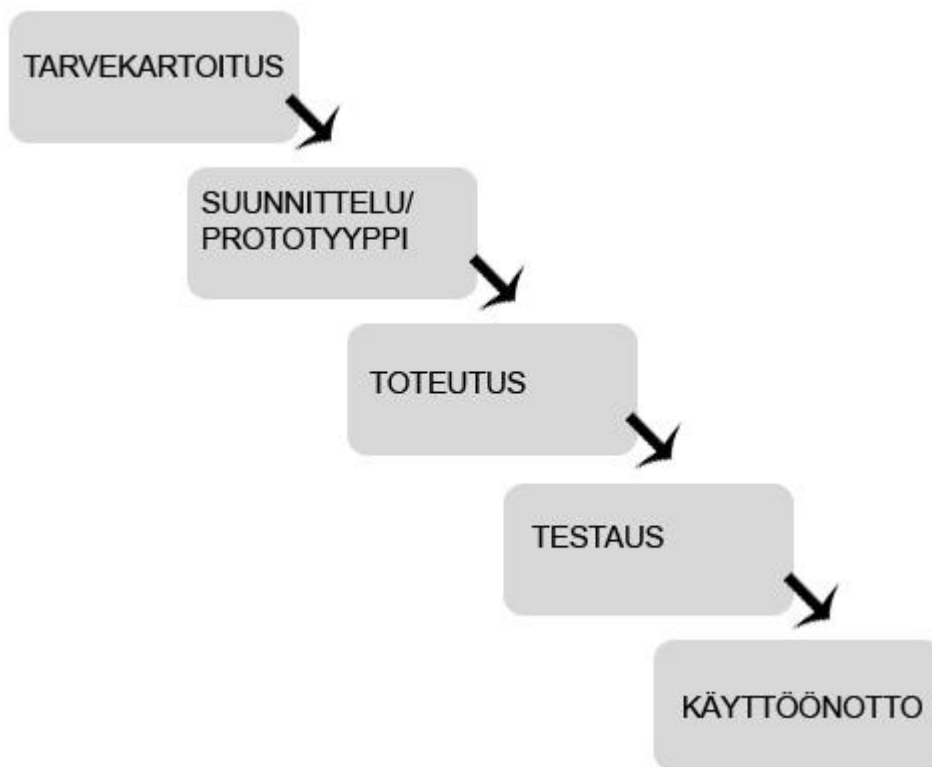 TARVEKARTOITUS
SUUNNITTELU/
PROTOTYYPPI
TOTEUTUS
TESTAUS
KÄYTTÖÖNOTTO